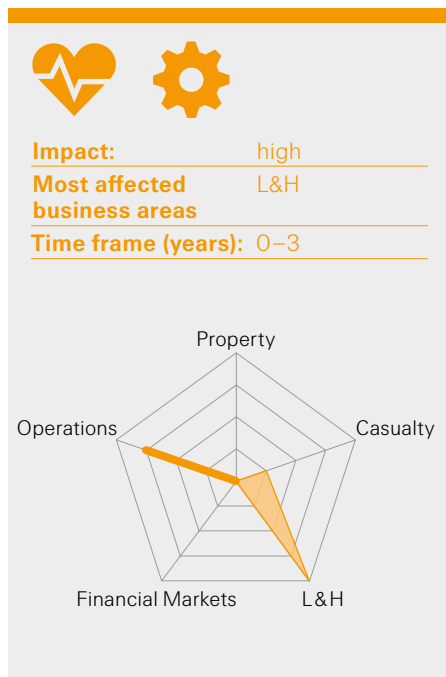 Impact: high
Most affected L&H
business areas
Time frame (years): 0–3
Property
Operations Casualty
Financial Markets L&H